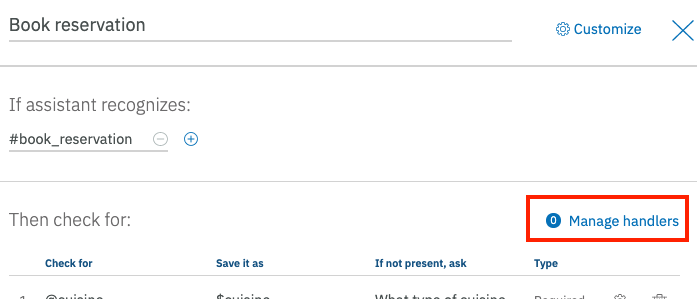 Book reservation
Customize
If assistant recognizes:
#book_reservation
Then check for:
0 Manage handlers
Check for Save it as If not present, ask Type
1 @cuisine $cuisine What type of cuisine Required